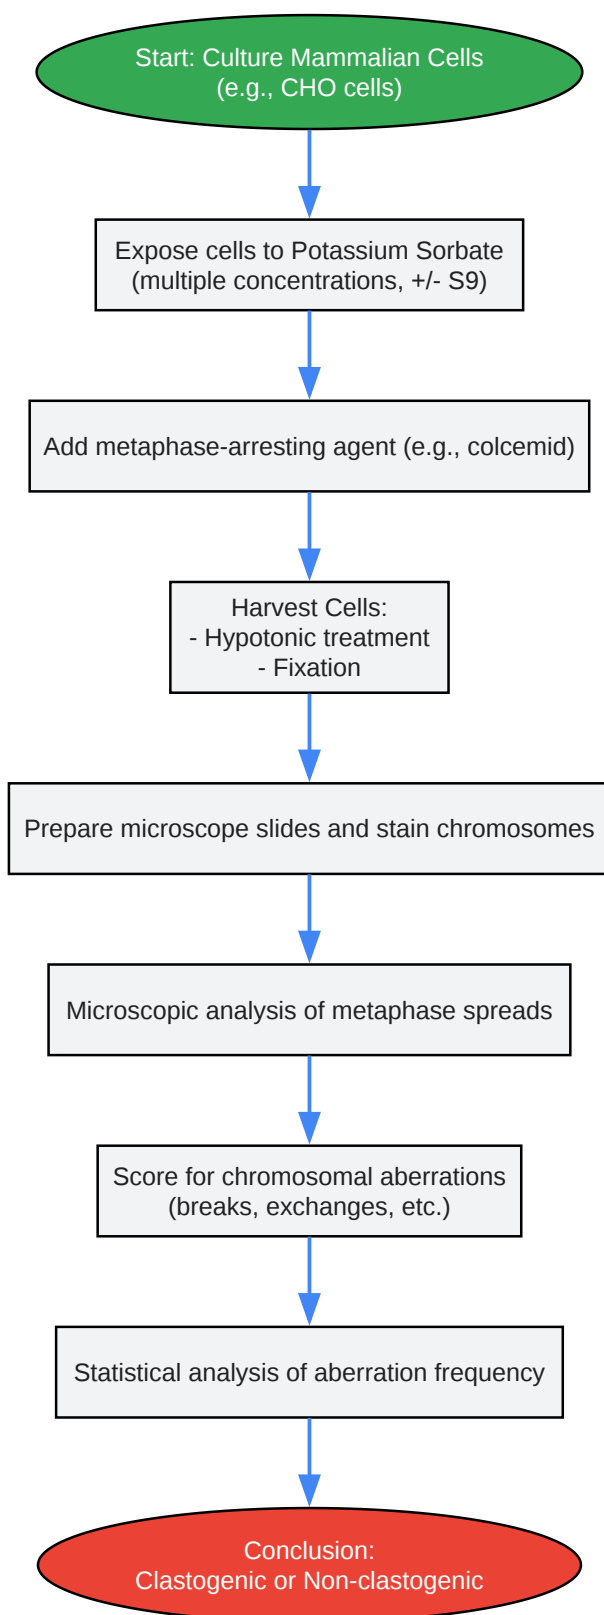 Start: Culture Mammalian Cells
(e.g., CHO cells)
Expose cells to Potassium Sorbate
(multiple concentrations, +/- S9)
Add metaphase-arresting agent (e.g., colcemid)
Harvest Cells:
- Hypotonic treatment
- Fixation
Prepare microscope slides and stain chromosomes
Microscopic analysis of metaphase spreads
Score for chromosomal aberrations
(breaks, exchanges, etc.)
Statistical analysis of aberration frequency
Conclusion:
Clastogenic or Non-clastogenic